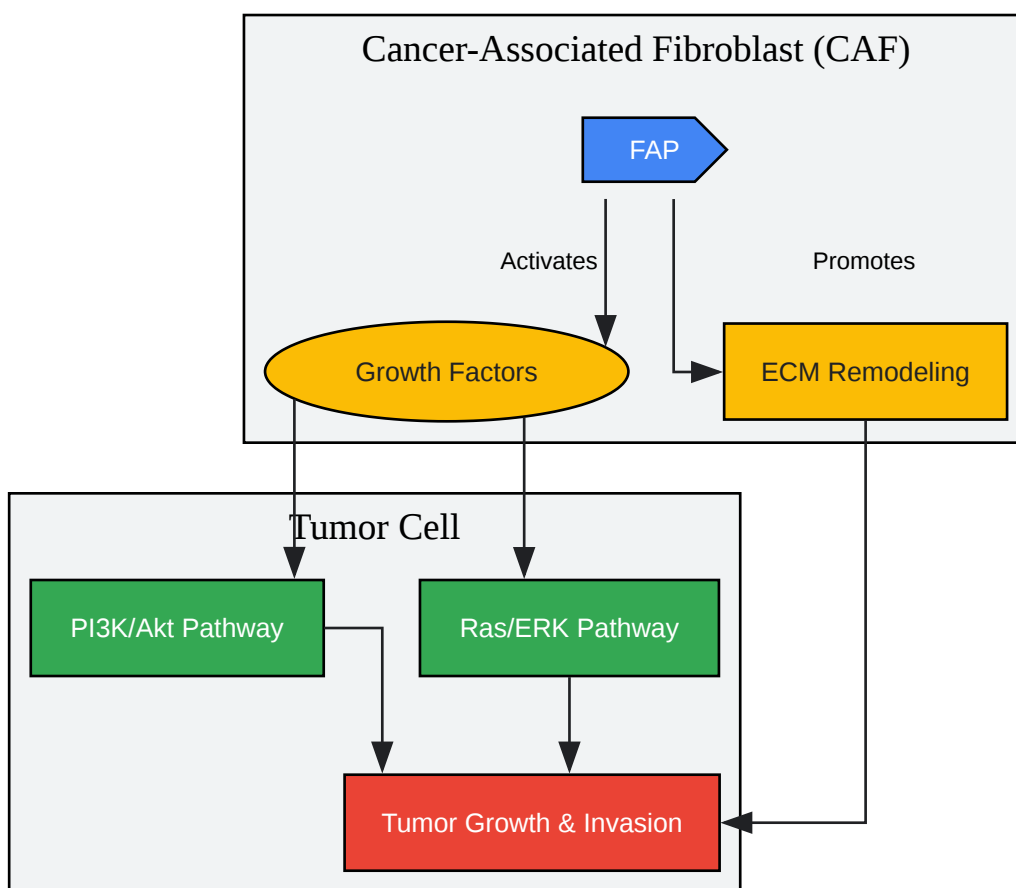 Cancer-Associated Fibroblast (CAF)
FAP
Activates
Promotes
Growth Factors
ECM Remodeling
Tumor Cell
PI3K/Akt Pathway
Ras/ERK Pathway
Tumor Growth & Invasion